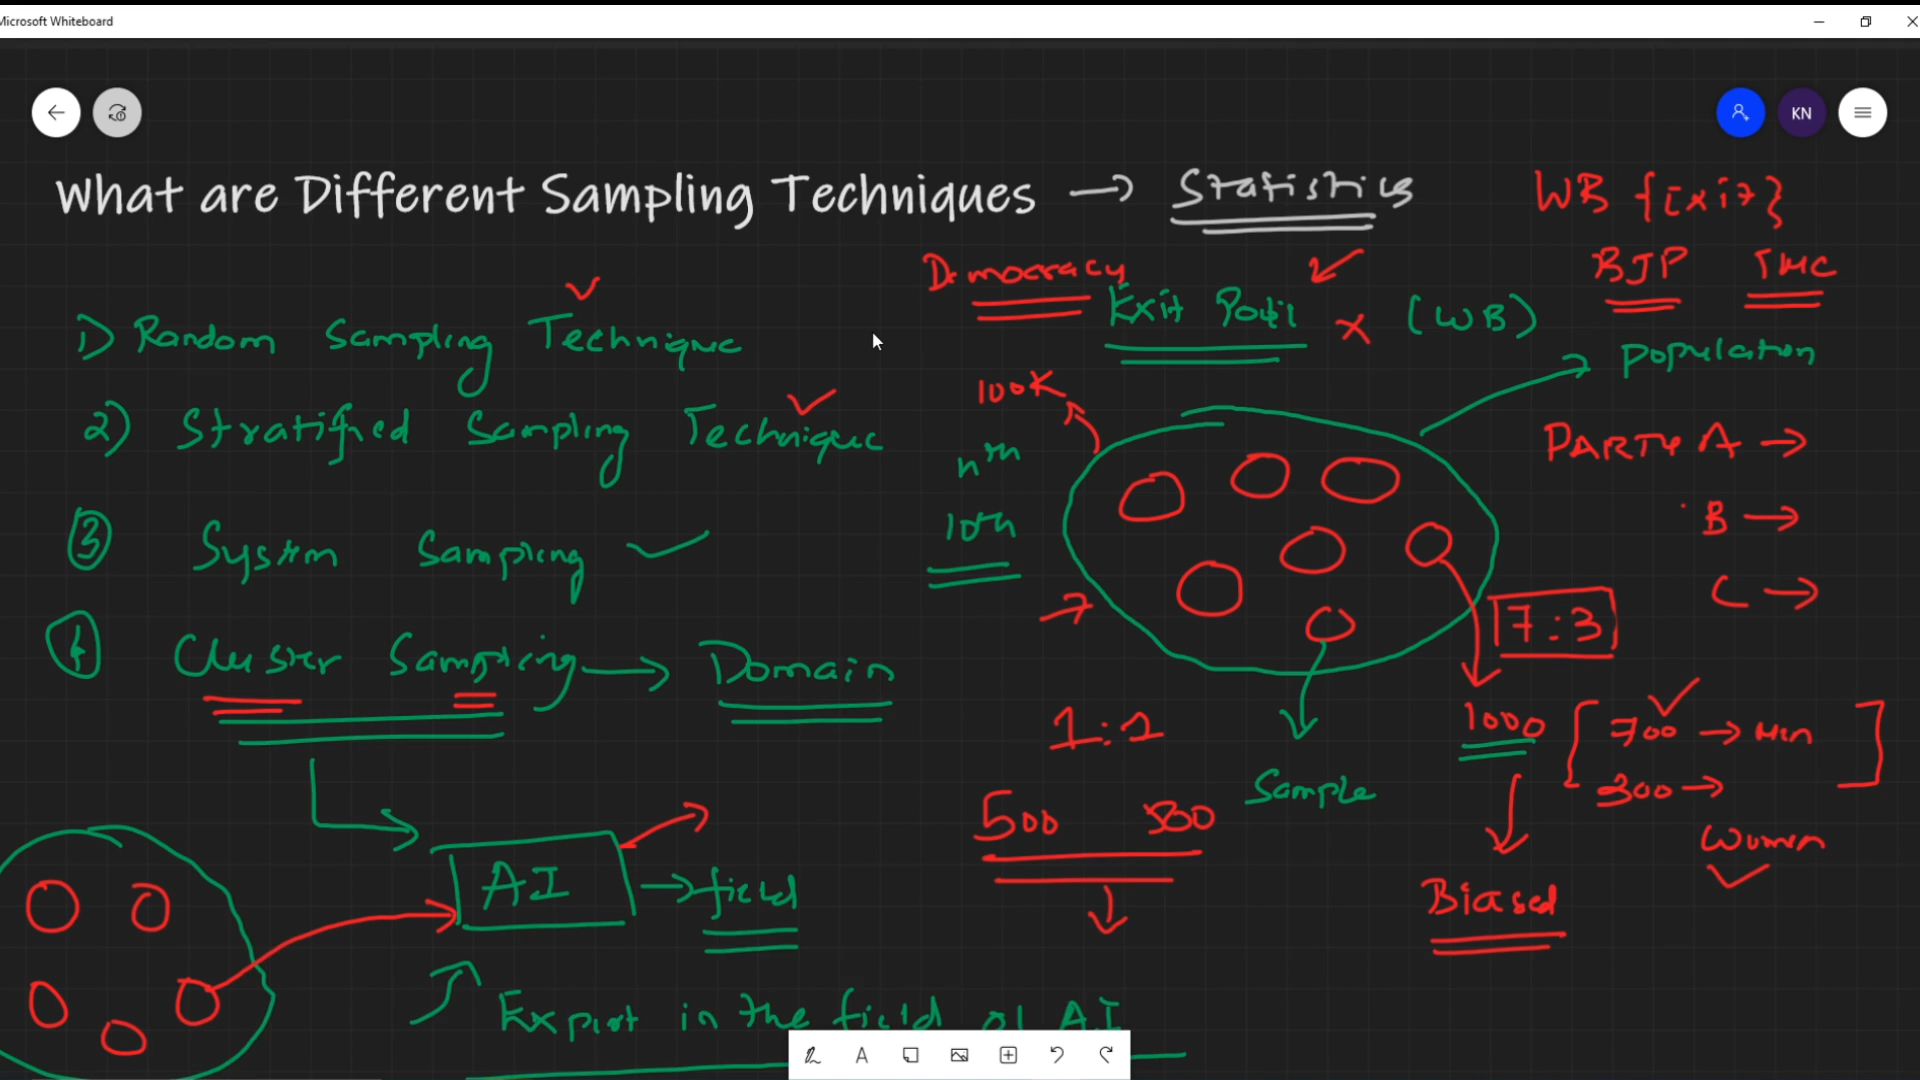 Microsoft Whiteboard
KN
What are Different Sampling Techniques → Statistics
WB {Exit}
BJP TMC
Democracy
Exit Poll × (WB)
1) Random Sampling Technique
Population
100K
2) Stratified Sampling Technique
nth
PARTY A →
10th
B →
3 System Sampling
C →
7:3
4 Cluster Sampling → Domain
1:1
1000 [700 → Men
300 →
Women]
Sample
500 500
AI → field
Biased
Expert in the field of AI
A